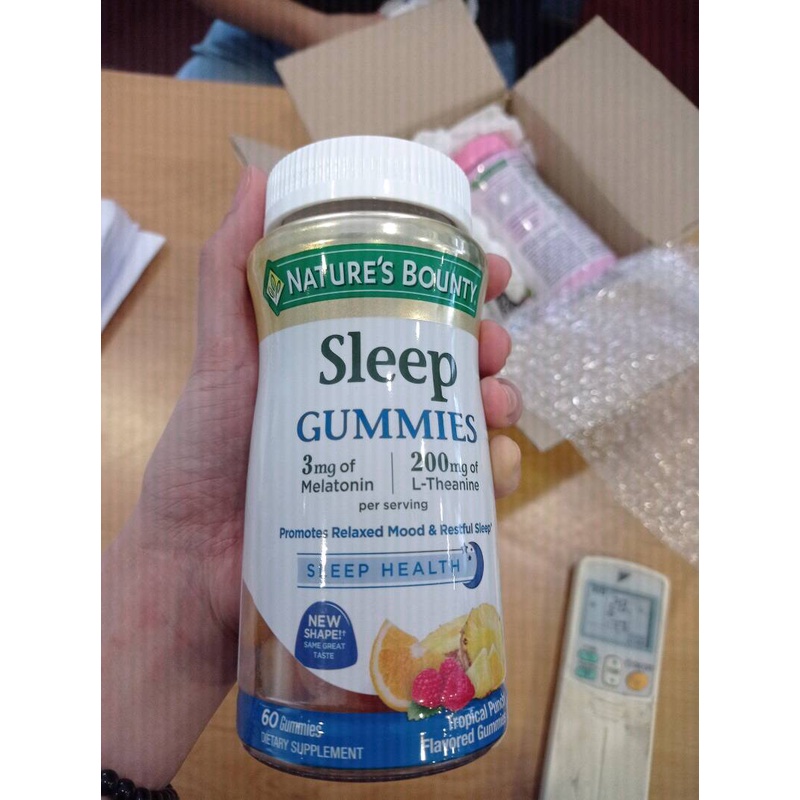 NATURE'S BOUNTY
Sleep
GUMMIES
3mg of
Melatonin
200mg of
L-Theanine
per serving
Promotes Relaxed Mood & Restful Sleep*
SLEEP HEALTH
NEW
SHAPE!†
SAME GREAT
TASTE
60 Gummies
DIETARY SUPPLEMENT
Tropical Punch
Flavored Gummies